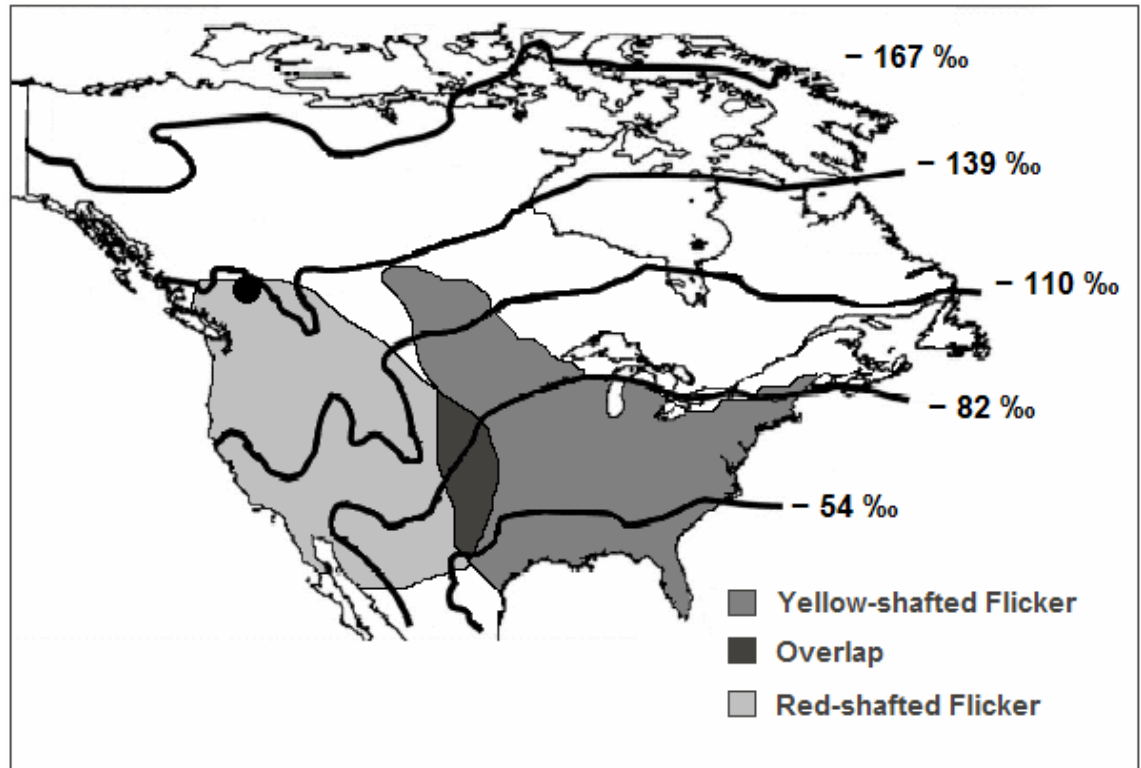 – 167 ‰
– 139 ‰
– 110 ‰
– 82 ‰
– 54 ‰
Yellow-shafted Flicker
Overlap
Red-shafted Flicker